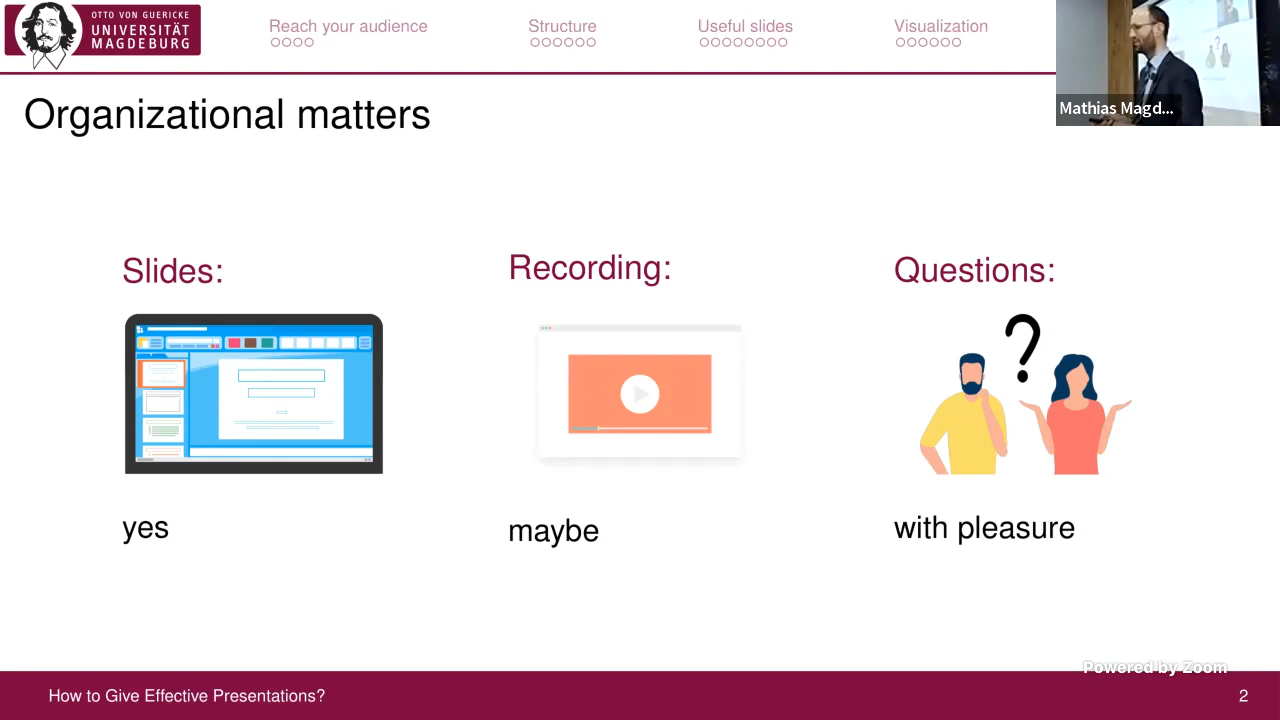 OTTO VON GUERICKE
UNIVERSITÄT
MAGDEBURG
Reach your audience
Structure
Useful slides
Visualization
Mathias Magd...
Organizational matters
Slides:
Recording:
Questions:
?
yes
maybe
with pleasure
Powered by Zoom
How to Give Effective Presentations?
2